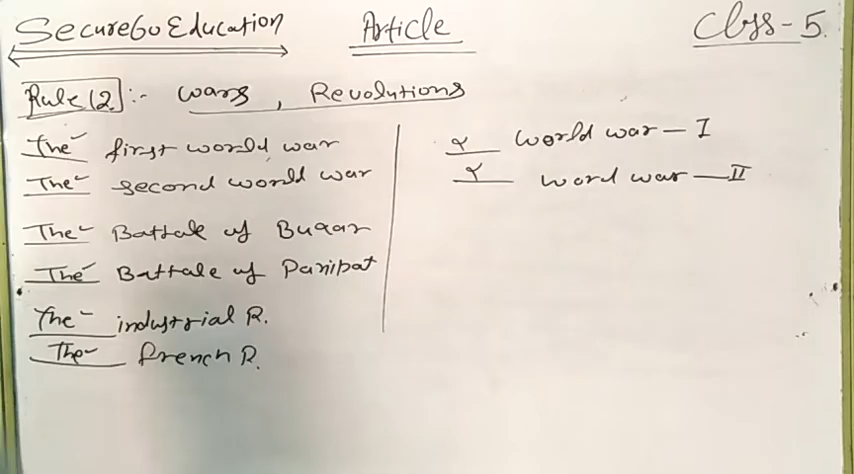 SecureGo Education Article Class-5.
Rule(2):- wars, Revolutions
The first world war
The second world war
The Battale of Buxar
The Battale of Panipat
The industrial R.
The french R.
x world war - I
x word war - II